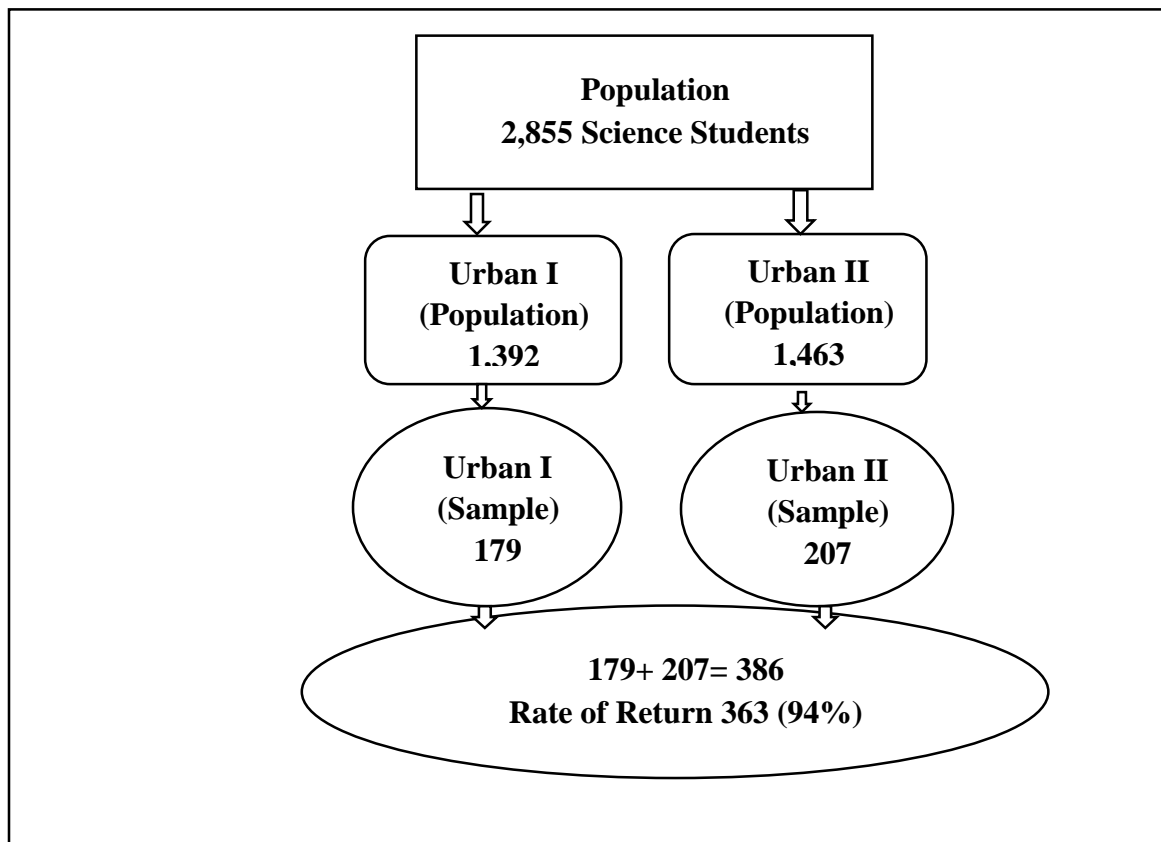 Population
2,855 Science Students
Urban I
(Population)
1,392
Urban II
(Population)
1,463
Urban I
(Sample)
179
Urban II
(Sample)
207
179+ 207= 386
Rate of Return 363 (94%)